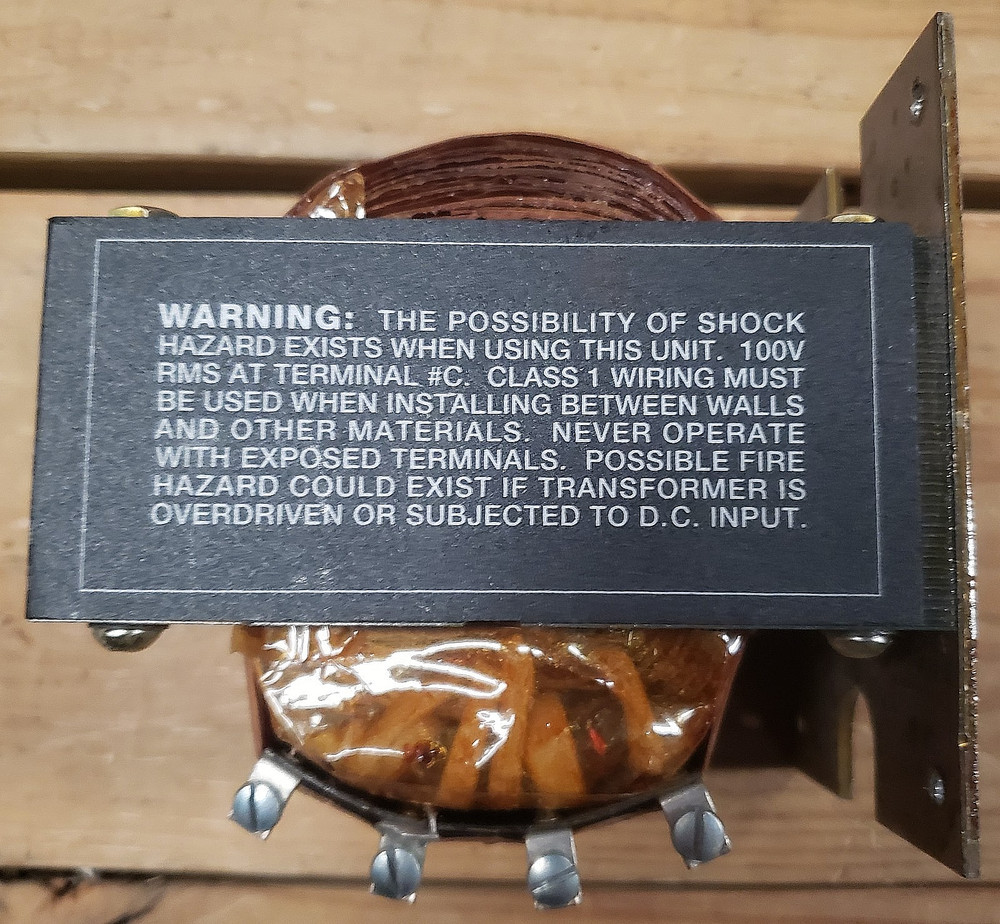 WARNING: THE POSSIBILITY OF SHOCK
HAZARD EXISTS WHEN USING THIS UNIT. 100V
RMS AT TERMINAL #C. CLASS 1 WIRING MUST
BE USED WHEN INSTALLING BETWEEN WALLS
AND OTHER MATERIALS. NEVER OPERATE
WITH EXPOSED TERMINALS. POSSIBLE FIRE
HAZARD COULD EXIST IF TRANSFORMER IS
OVERDRIVEN OR SUBJECTED TO D.C. INPUT.